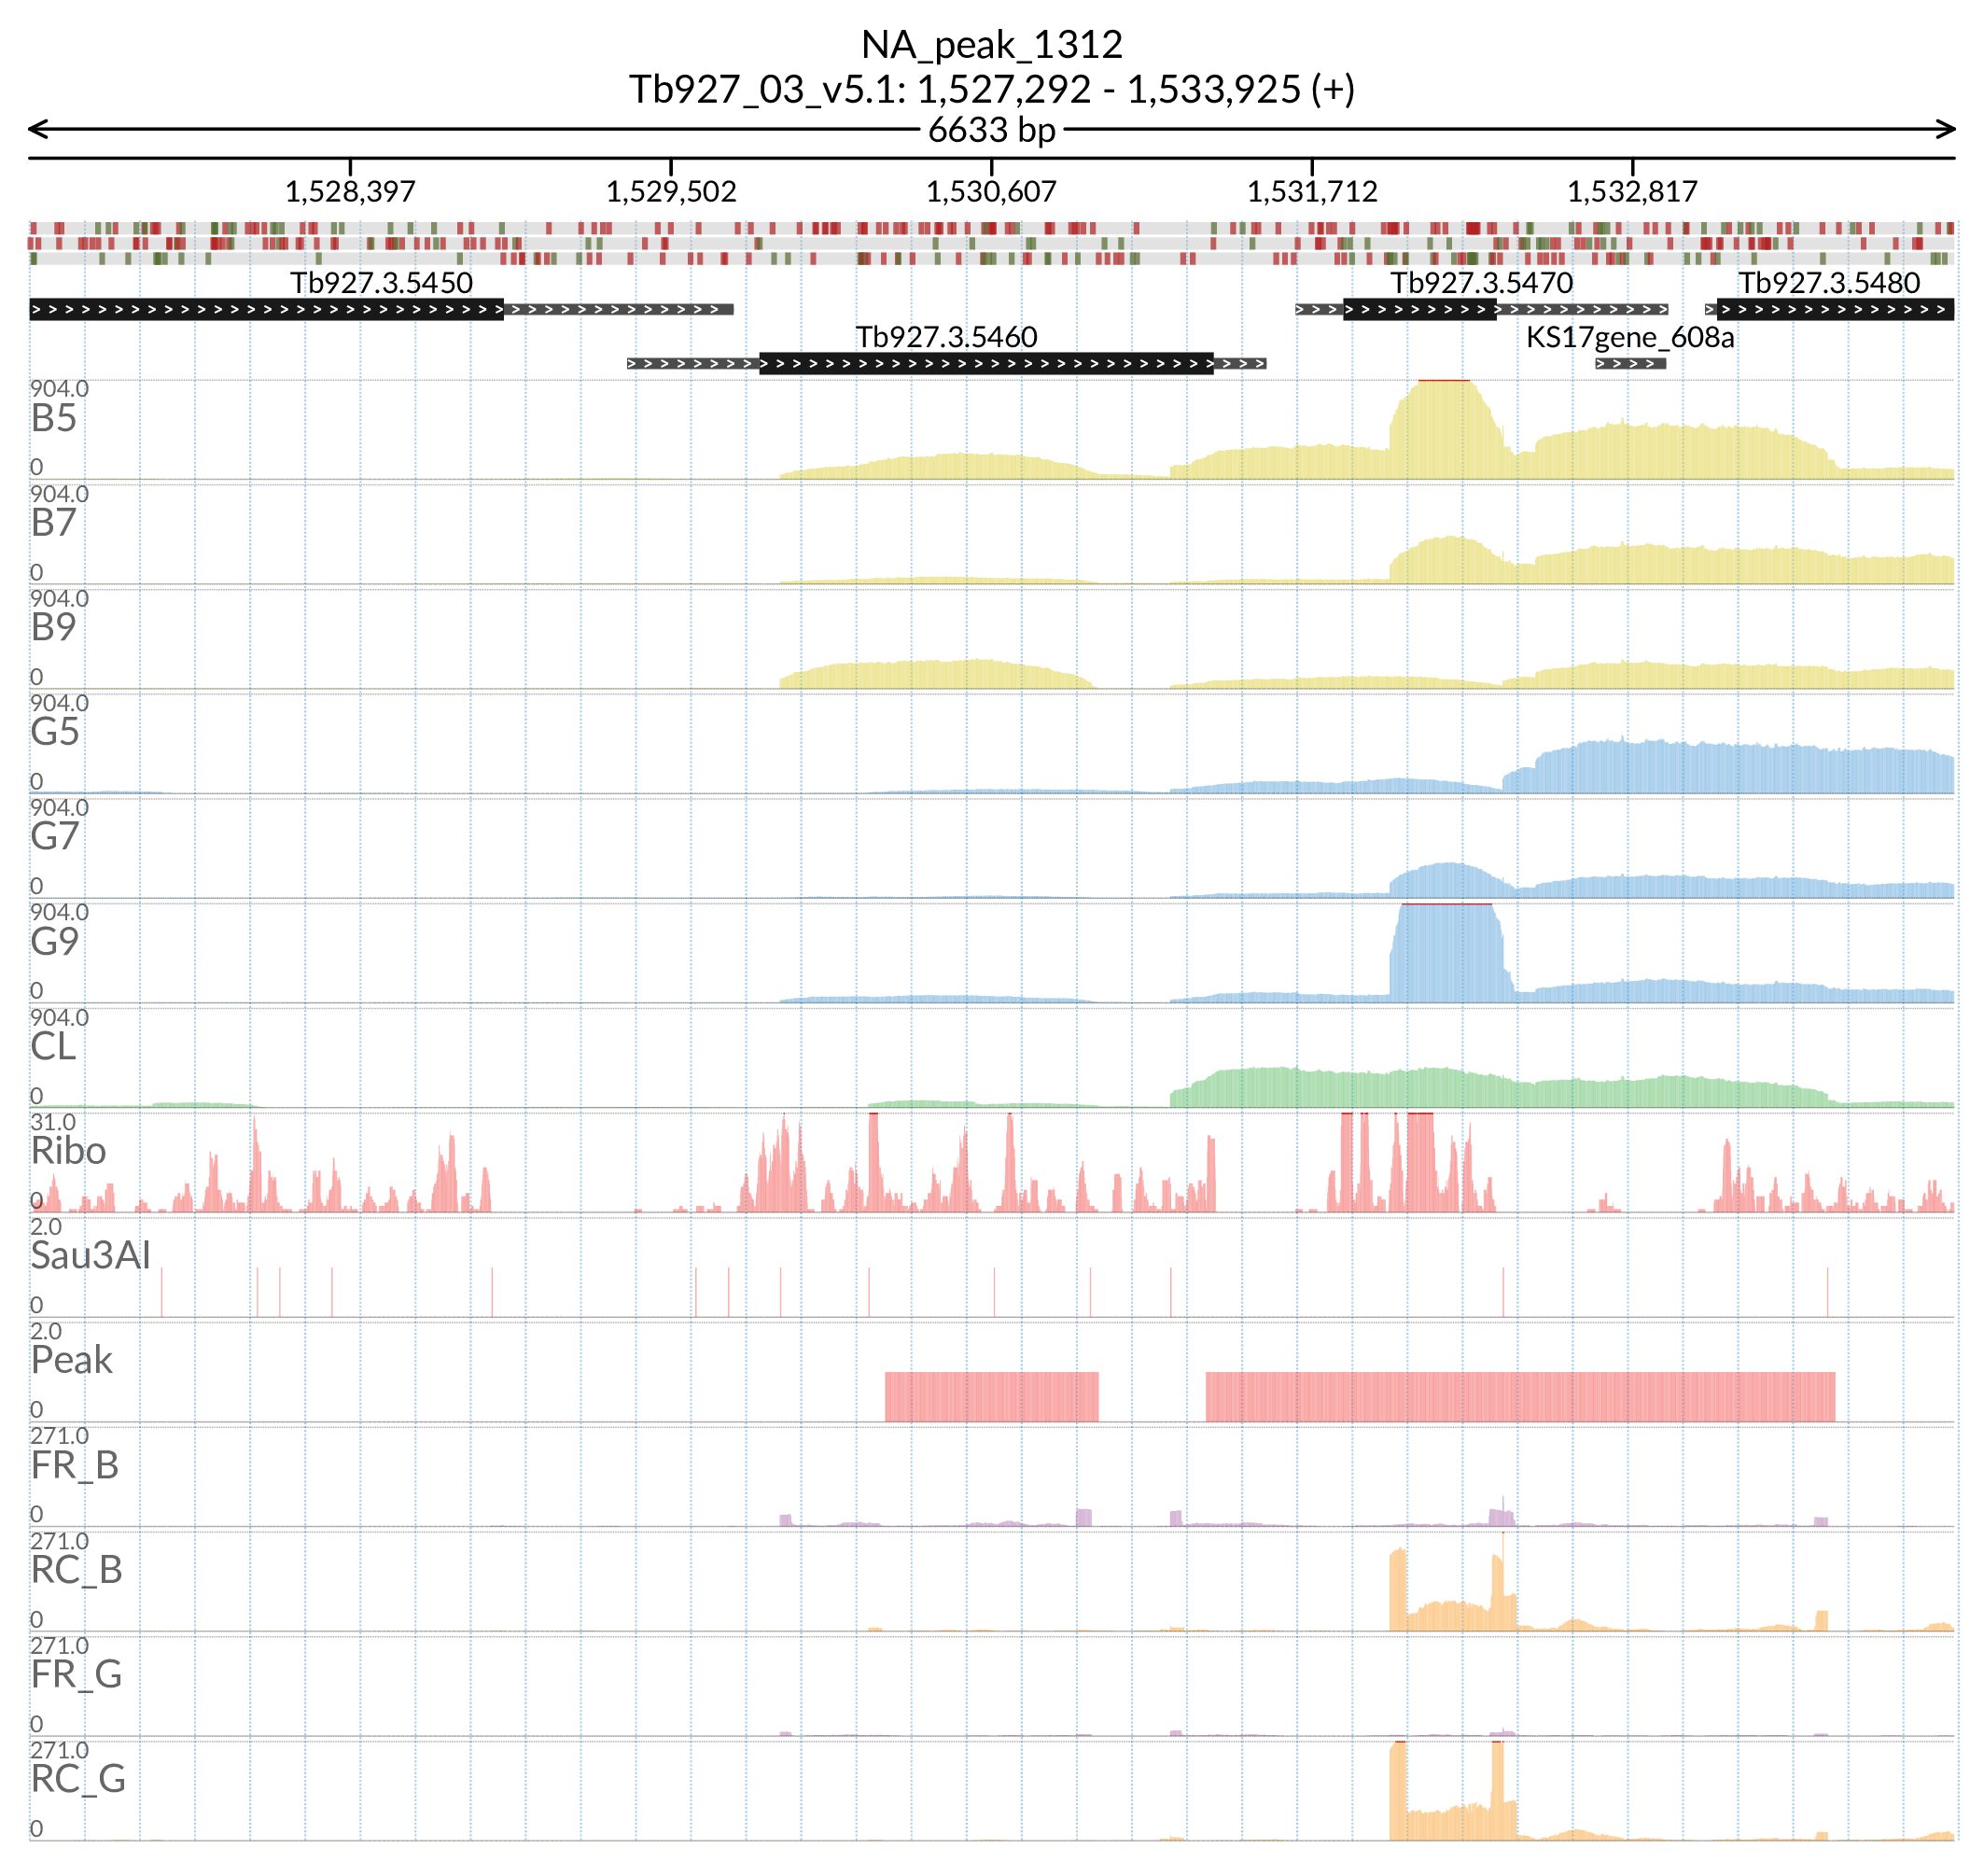 NA_peak_1312
Tb927_03_v5.1: 1,527,292 - 1,533,925 (+)
6633 bp
1,528,397 1,529,502 1,530,607 1,531,712 1,532,817
Tb927.3.5450 Tb927.3.5470 Tb927.3.5480
Tb927.3.5460 KS17gene_608a
904.0
B5
0
904.0
B7
0
904.0
B9
0
904.0
G5
0
904.0
G7
0
904.0
G9
0
904.0
CL
0
31.0
Ribo
0
2.0
Sau3AI
0
2.0
Peak
0
271.0
FR_B
0
271.0
RC_B
0
271.0
FR_G
0
271.0
RC_G
0